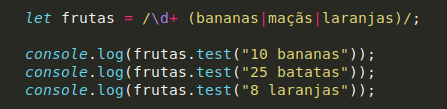 let frutas = /\d+ (bananas|maçãs|laranjas)/;
console.log(frutas.test("10 bananas"));
console.log(frutas.test("25 batatas"));
console.log(frutas.test("8 laranjas"));